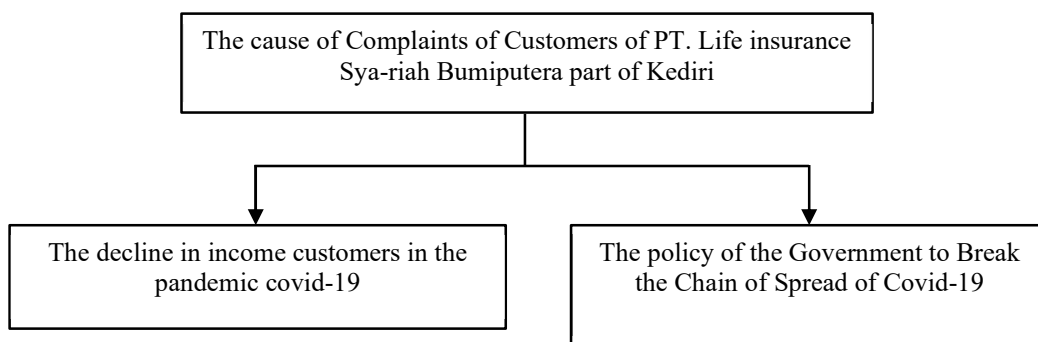 The cause of Complaints of Customers of PT. Life insurance
Sya-riah Bumiputera part of Kediri
The decline in income customers in the
pandemic covid-19
The policy of the Government to Break
the Chain of Spread of Covid-19